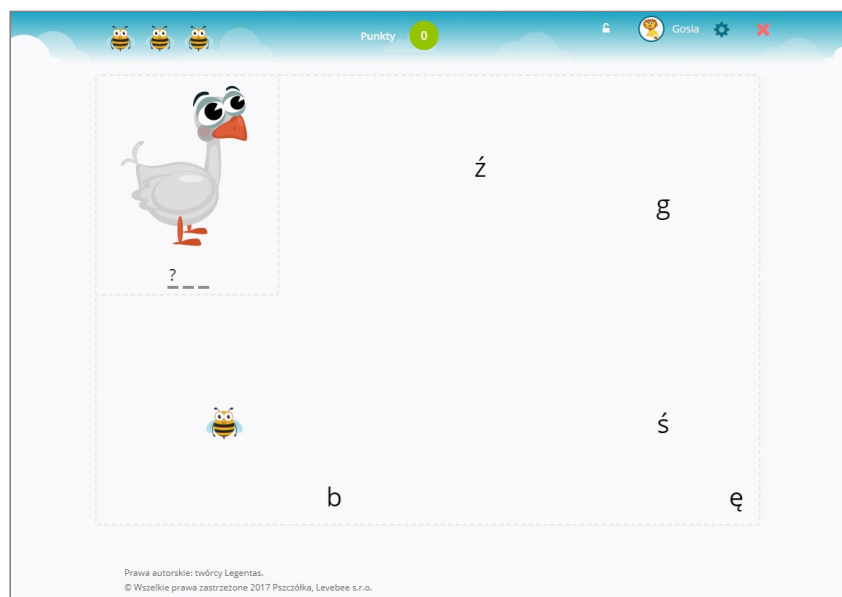 Punkty 0 Gosia
ź
g
?
ś
b ę
Prawa autorskie: twórcy Legentas.
© Wszelkie prawa zastrzeżone 2017 Pszczółka, Levebee s.r.o.